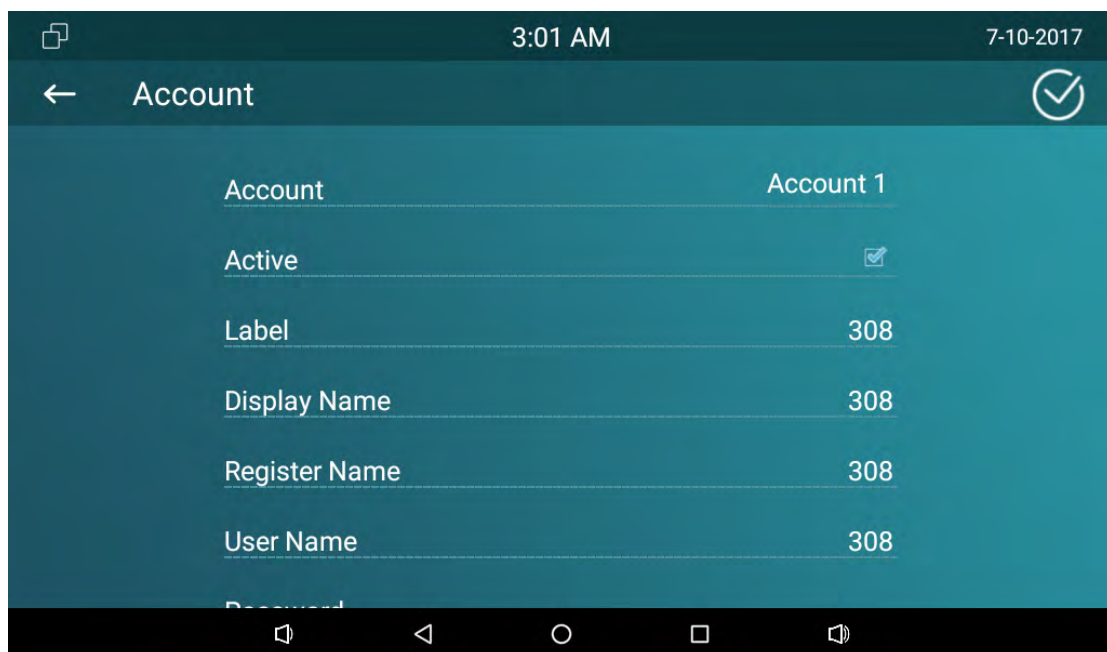 3:01 AM 7-10-2017
Account
Account Account 1
Active
Label 308
Display Name 308
Register Name 308
User Name 308
Password